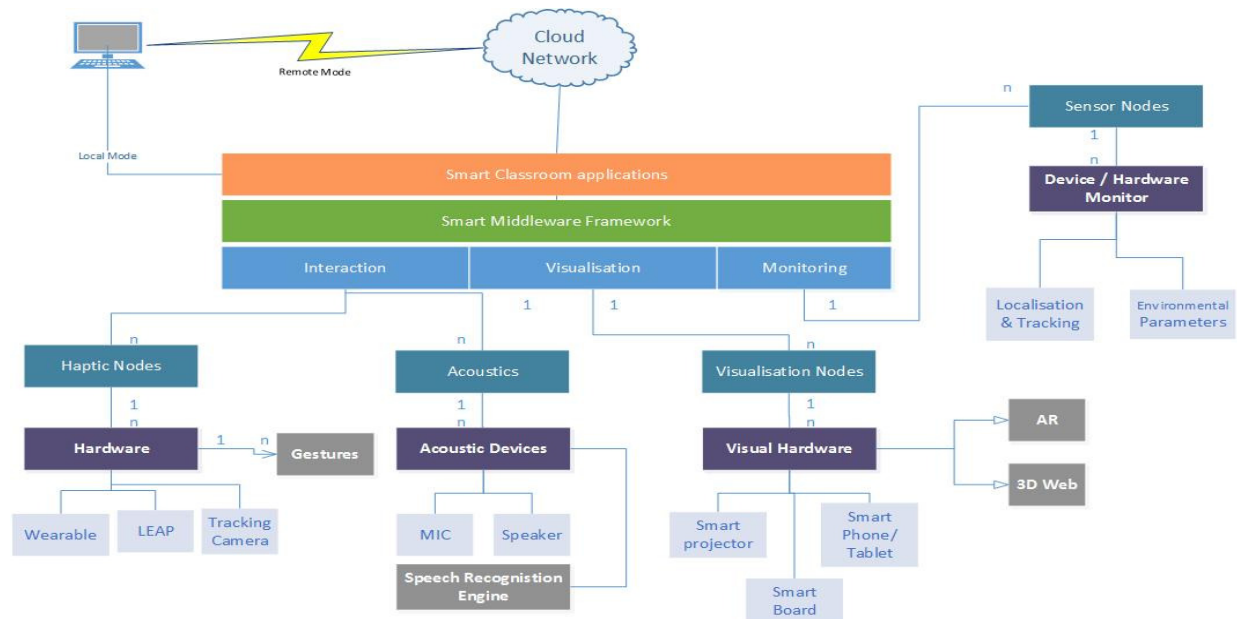 Cloud
Network
Remote Mode
Local Mode
n
Sensor Nodes
1
n
Device / Hardware
Monitor
Localisation
& Tracking
Environmental
Parameters
Smart Classroom applications
Smart Middleware Framework
Interaction
Visualisation
Monitoring
1
1
1
n
n
n
Haptic Nodes
Acoustics
Visualisation Nodes
1
n
1
n
1
n
Hardware
1
n
Gestures
Acoustic Devices
Visual Hardware
AR
3D Web
Wearable
LEAP
Tracking
Camera
MIC
Speaker
Speech Recognistion
Engine
Smart
projector
Smart
Board
Smart
Phone/
Tablet